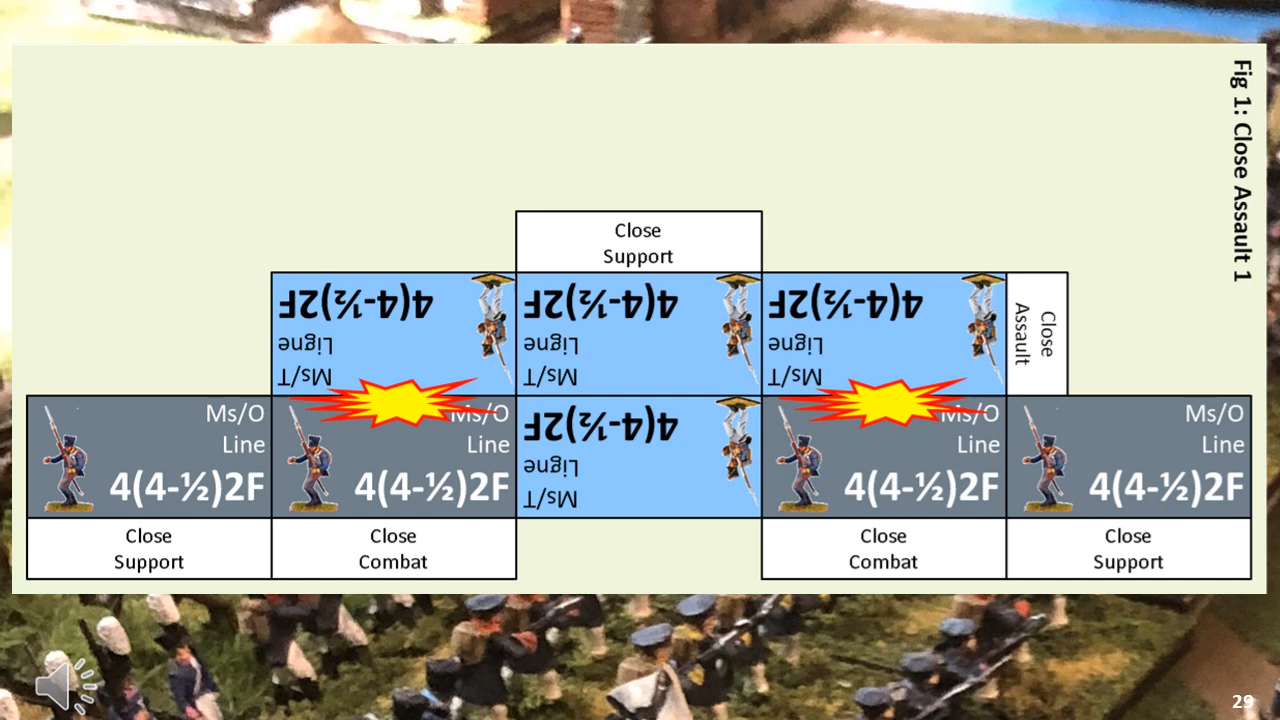 Fig 1: Close Assault 1
Close
Support
4(4-½)2F
Ligne
Ms/T
4(4-½)2F
Ligne
Ms/T
4(4-½)2F
Ligne
Ms/T
Close
Assault
Ms/O
Line
4(4-½)2F
Ms/O
Line
4(4-½)2F
4(4-½)2F
Ligne
Ms/T
Ms/O
Line
4(4-½)2F
Ms/O
Line
4(4-½)2F
Close
Support
Close
Combat
Close
Combat
Close
Support
29